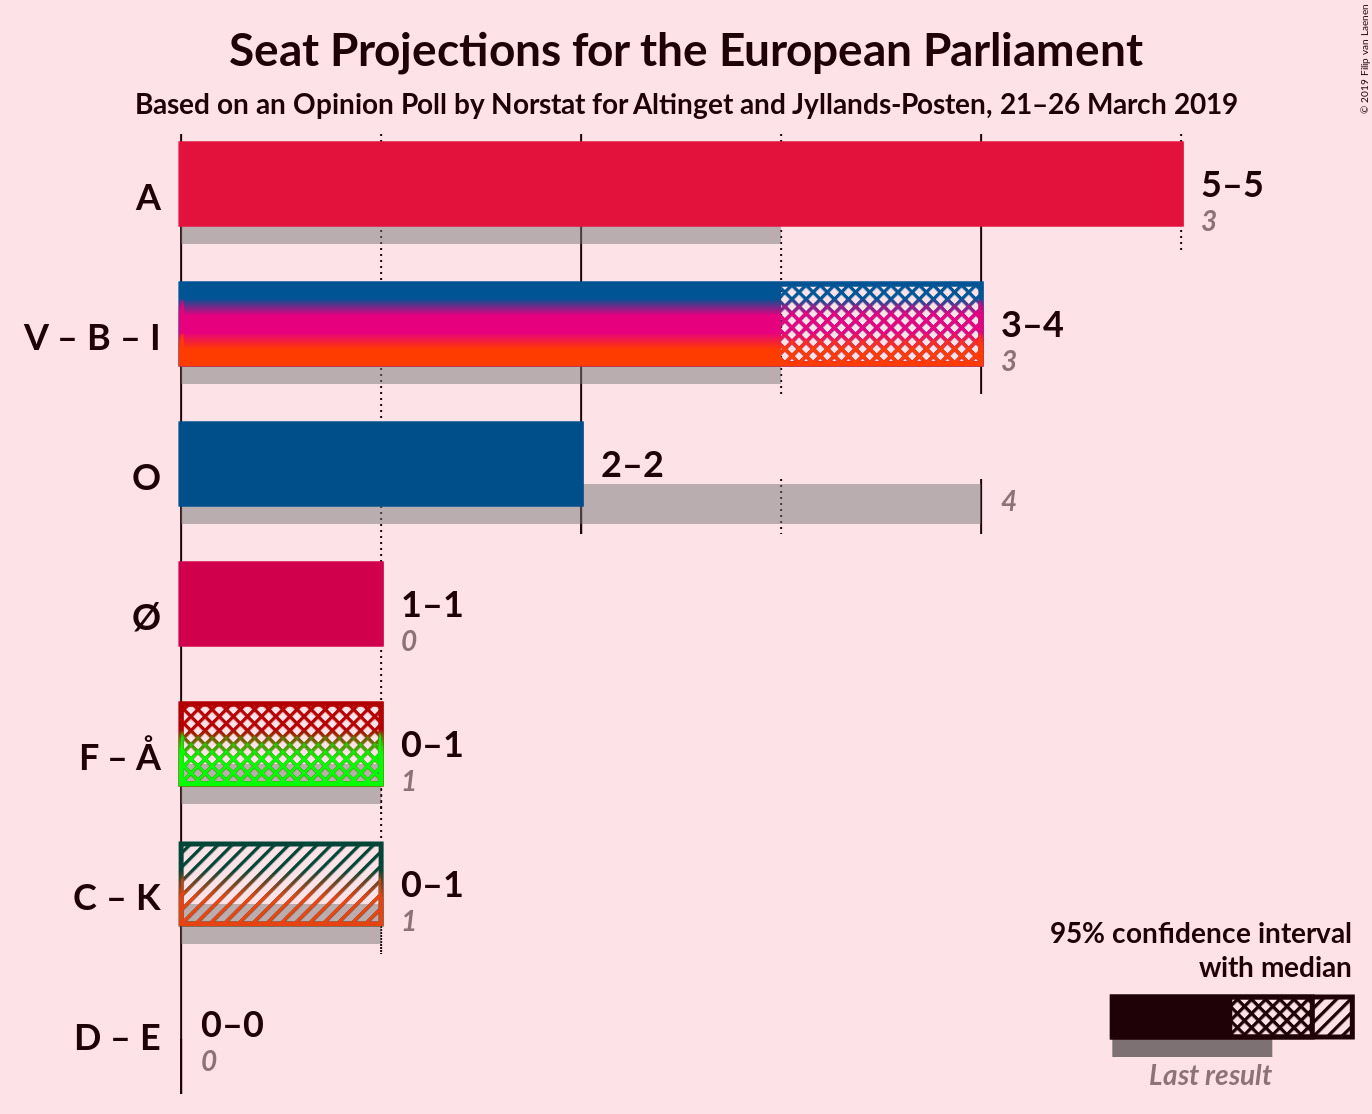 Seat Projections for the European Parliament
Based on an Opinion Poll by Norstat for Altinget and Jyllands-Posten, 21–26 March 2019
© 2019 Filip van Laenen
A
5–5
3
V – B – I
3–4
3
O
2–2
4
Ø
1–1
0
F – Å
0–1
1
C – K
0–1
1
D – E
0–0
0
95% confidence interval
with median
Last result